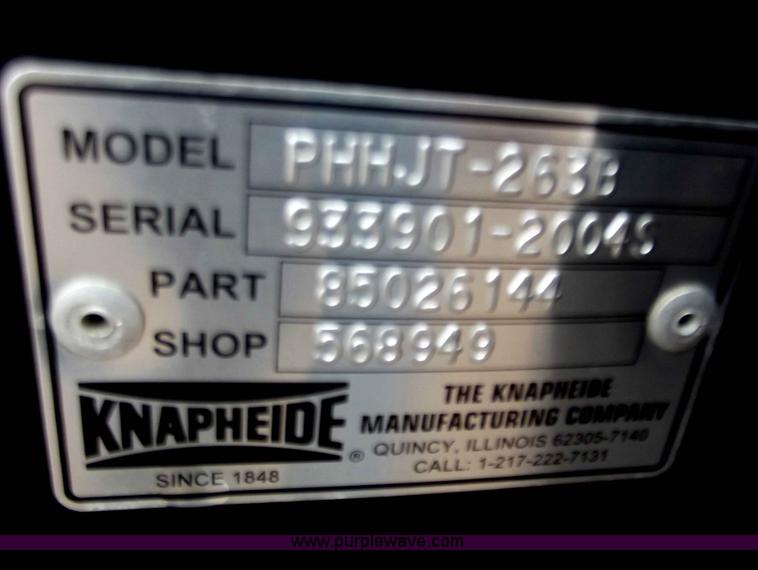 MODEL PHHJT-263B
SERIAL 933901-2004S
PART 85026144
SHOP 568949
KNAPHEIDE ®
SINCE 1848
THE KNAPHEIDE
MANUFACTURING COMPANY
QUINCY, ILLINOIS 62305-7140
CALL: 1-217-222-7131
www.purplewave.com